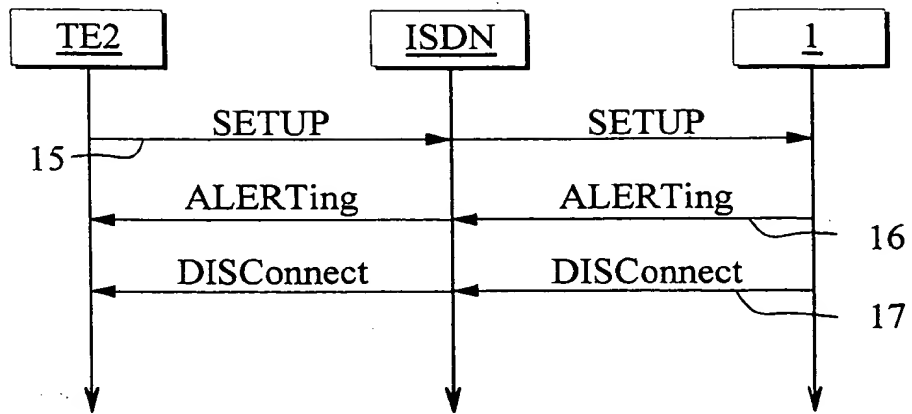 TE2 ISDN 1
SETUP SETUP
15
ALERTing ALERTing
16
DISConnect DISConnect
17